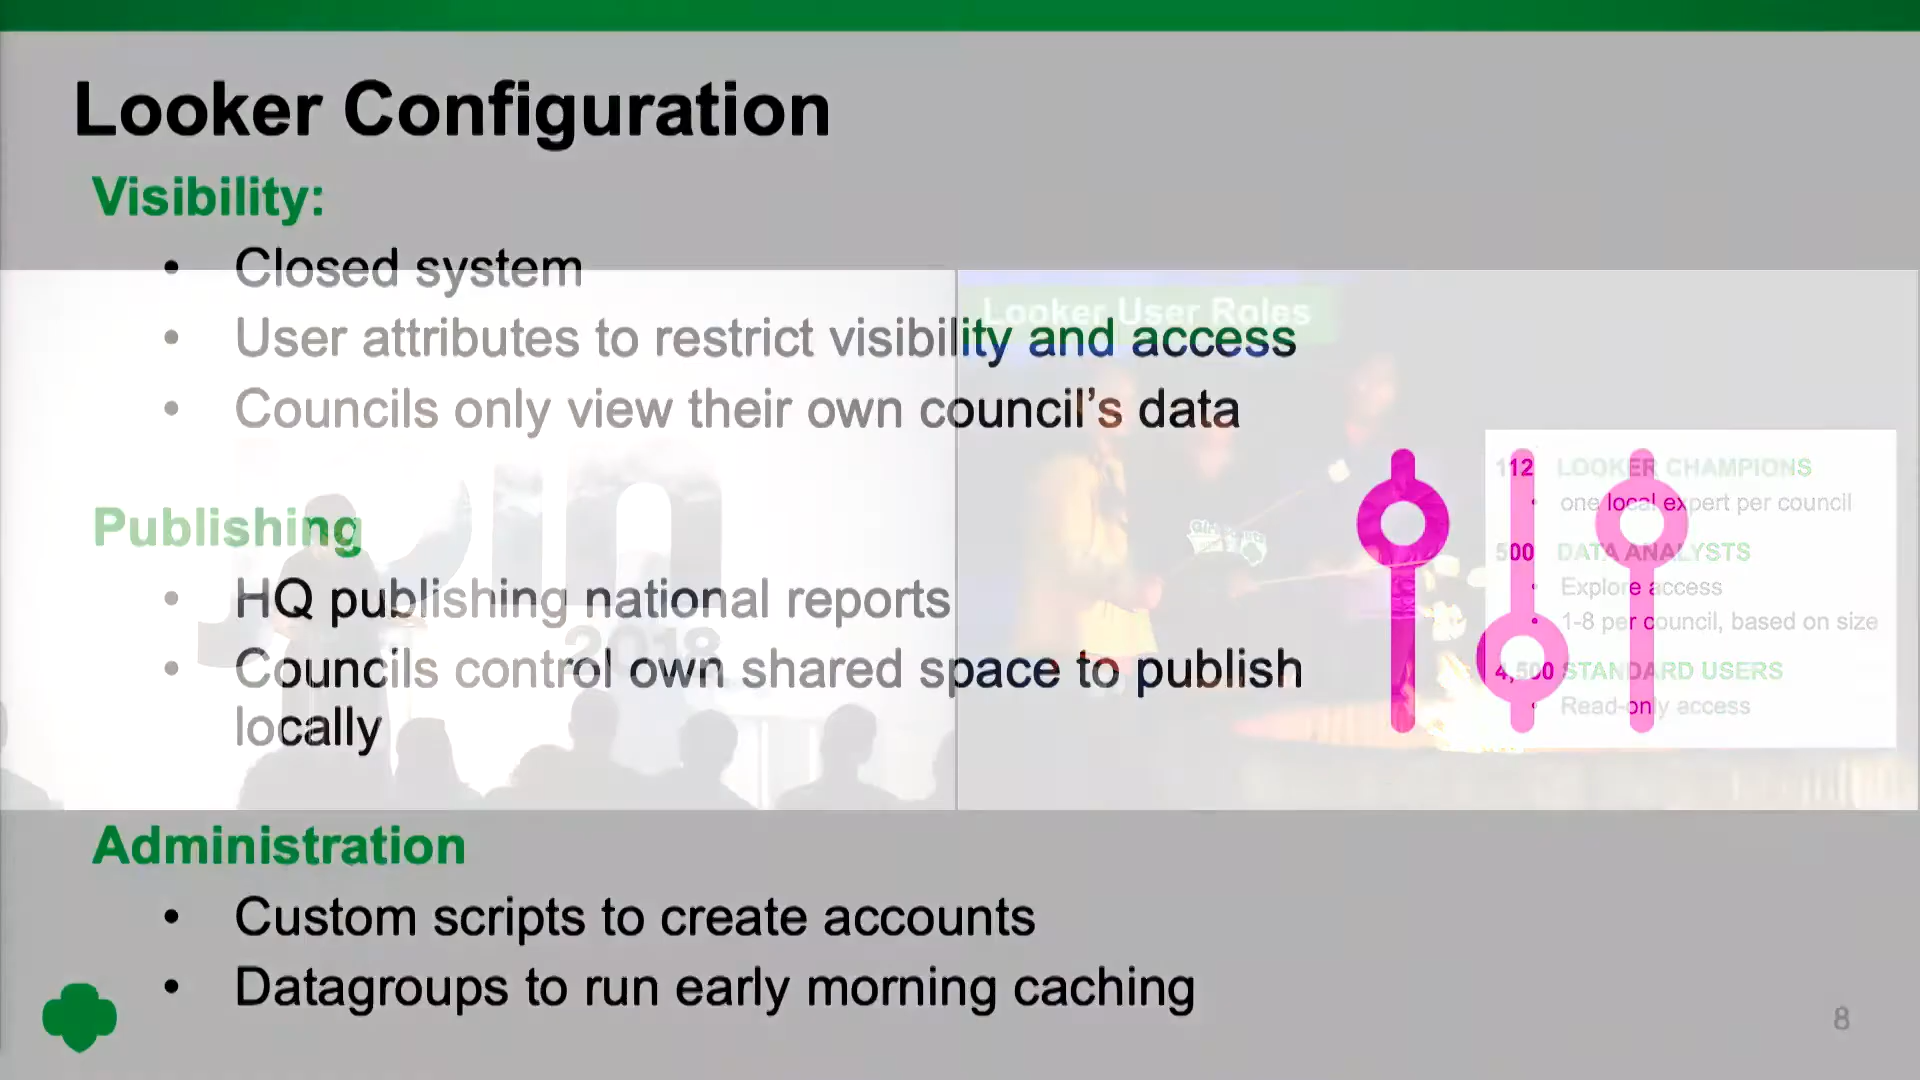 Looker Configuration
Visibility:
• Closed system
• User attributes to restrict visibility and access
• Councils only view their own council’s data
Publishing
• HQ publishing national reports
• Councils control own shared space to publish
locally
Administration
• Custom scripts to create accounts
• Datagroups to run early morning caching
8
Looker User Roles
112 LOOKER CHAMPIONS
• one local expert per council
500 DATA ANALYSTS
• Explore access
• 1-8 per council, based on size
4,500 STANDARD USERS
• Read-only access
2018